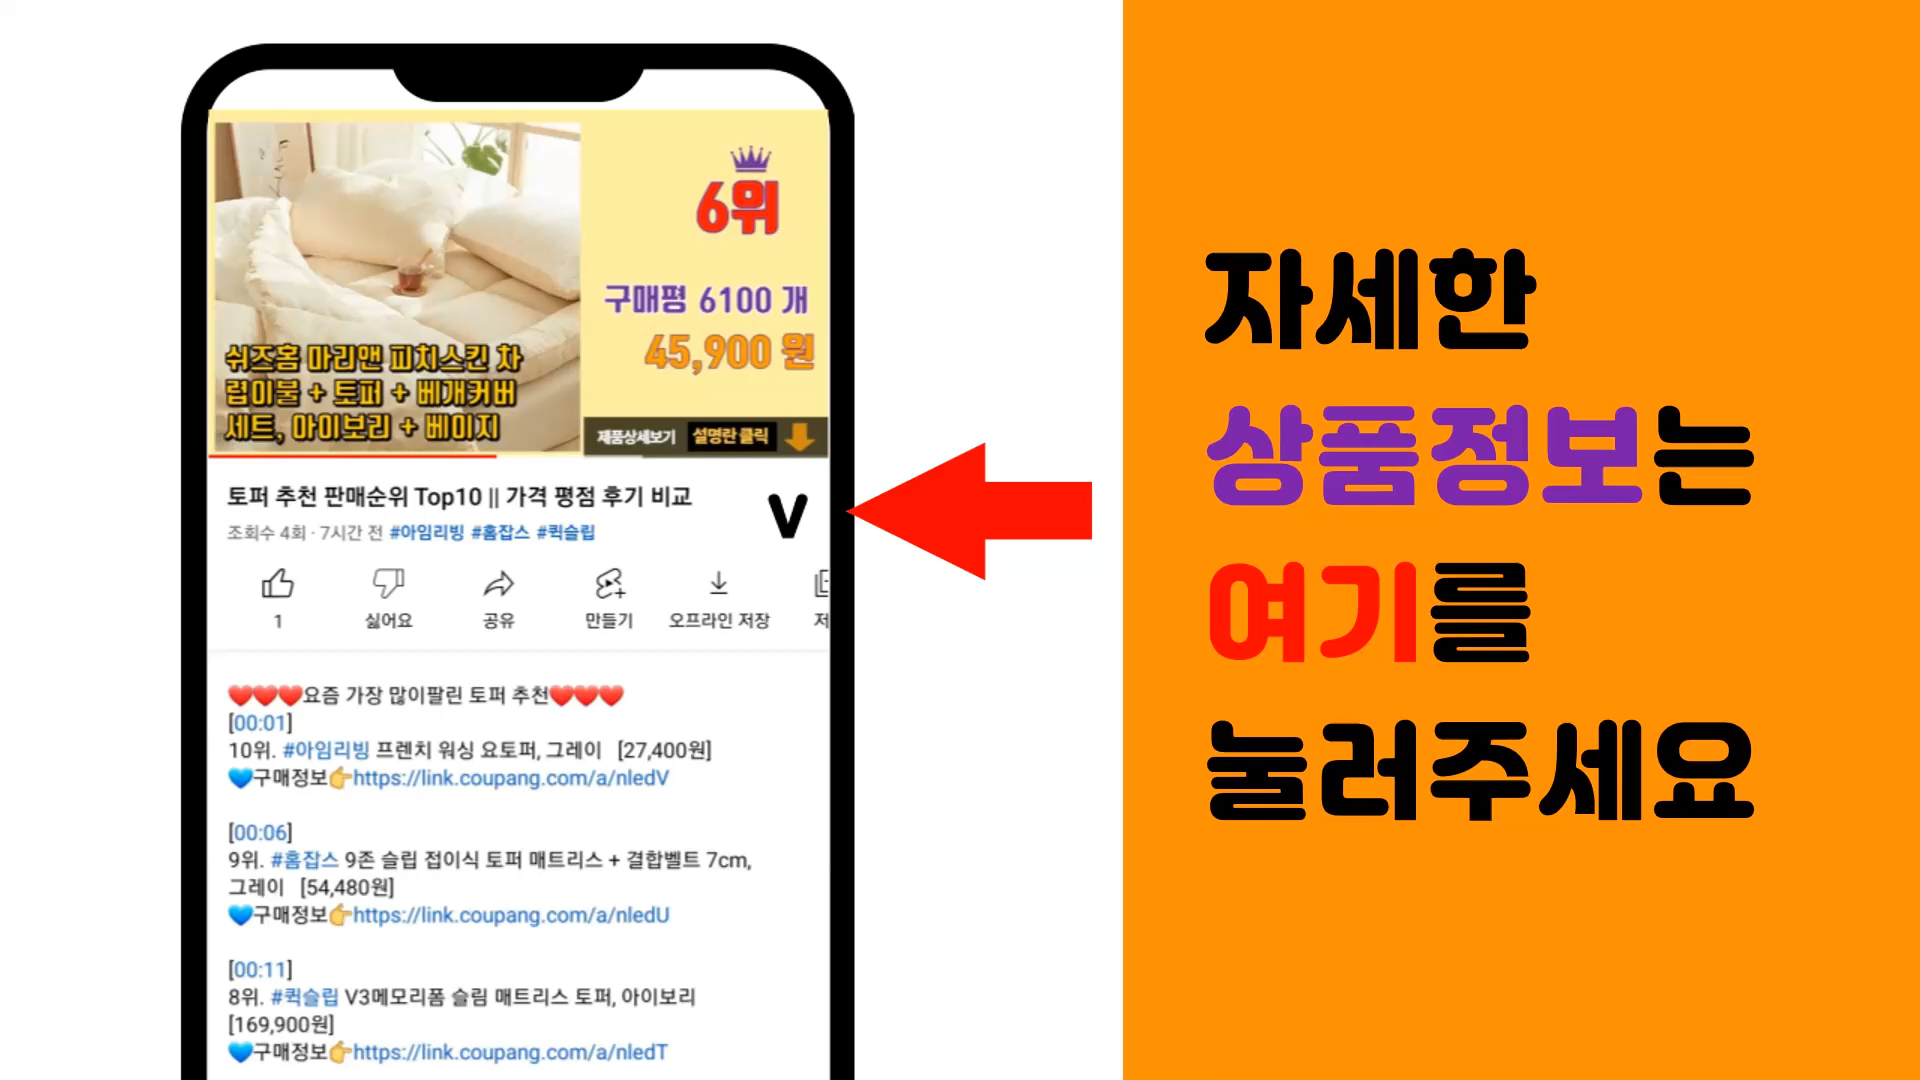 6위
구매평 6100 개
45,900 원
쉬즈홈 마리앤 피치스킨 차
렵이불 + 토퍼 + 베개커버
세트, 아이보리 + 베이지
제품상세보기 설명란 클릭
토퍼 추천 판매순위 Top10 || 가격 평점 후기 비교
V
조회수 4회 · 7시간 전 #아임리빙 #홈잡스 #퀵슬립
1 싫어요 공유 만들기 오프라인 저장 저
❤️❤️❤️요즘 가장 많이팔린 토퍼 추천❤️❤️❤️
[00:01]
10위. #아임리빙 프렌치 워싱 요토퍼, 그레이 [27,400원]
💙구매정보👉https://link.coupang.com/a/nledV
[00:06]
9위. #홈잡스 9존 슬립 접이식 토퍼 매트리스 + 결합벨트 7cm,
그레이 [54,480원]
💙구매정보👉https://link.coupang.com/a/nledU
[00:11]
8위. #퀵슬립 V3메모리폼 슬림 매트리스 토퍼, 아이보리
[169,900원]
💙구매정보👉https://link.coupang.com/a/nledT
자세한
상품정보는
여기를
눌러주세요